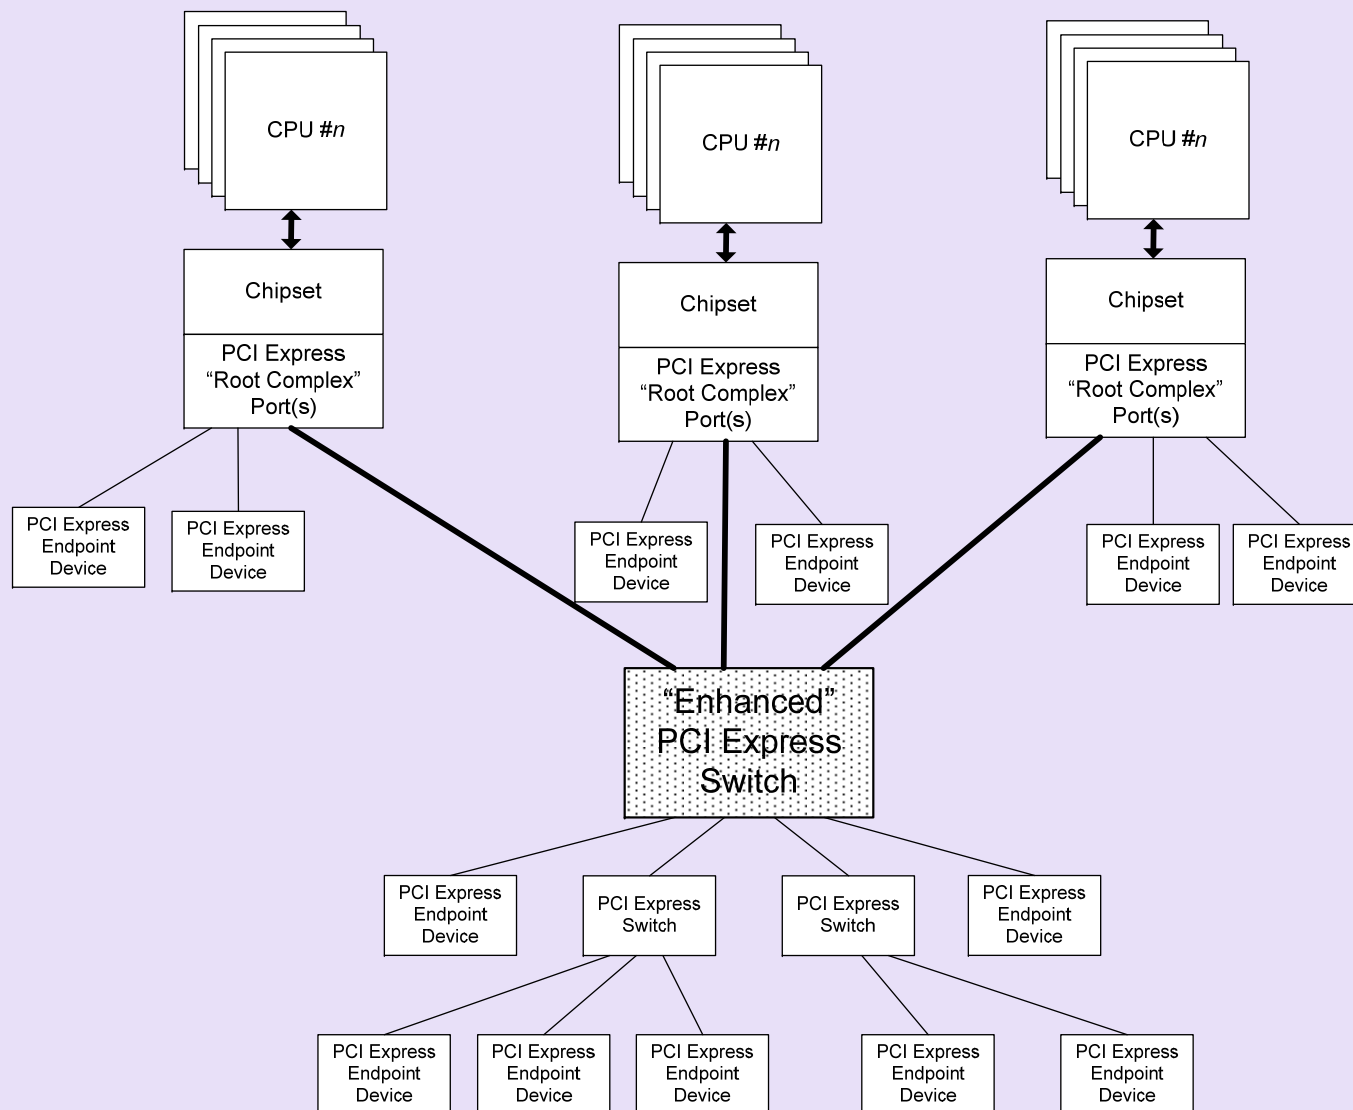 CPU #n
CPU #n
CPU #n
Chipset
Chipset
Chipset
PCI Express
“Root Complex”
Port(s)
PCI Express
“Root Complex”
Port(s)
PCI Express
“Root Complex”
Port(s)
PCI Express
Endpoint
Device
PCI Express
Endpoint
Device
PCI Express
Endpoint
Device
PCI Express
Endpoint
Device
PCI Express
Endpoint
Device
PCI Express
Endpoint
Device
“Enhanced”
PCI Express
Switch
PCI Express
Endpoint
Device
PCI Express
Switch
PCI Express
Switch
PCI Express
Endpoint
Device
PCI Express
Endpoint
Device
PCI Express
Endpoint
Device
PCI Express
Endpoint
Device
PCI Express
Endpoint
Device
PCI Express
Endpoint
Device